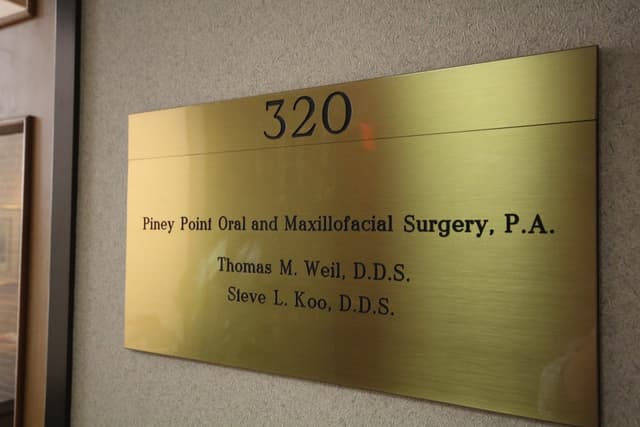 320
Piney Point Oral and Maxillofacial Surgery, P.A.
Thomas M. Weil, D.D.S.
Steve L. Koo, D.D.S.